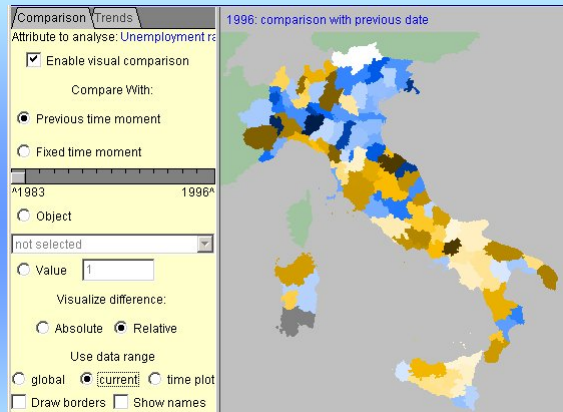 Comparison Trends
Attribute to analyse: Unemployment ra
Enable visual comparison
Compare With:
Previous time moment
Fixed time moment
^1983 1996^
Object
not selected
Value 1
Visualize difference:
Absolute Relative
Use data range
global current time plot
Draw borders Show names
1996: comparison with previous date